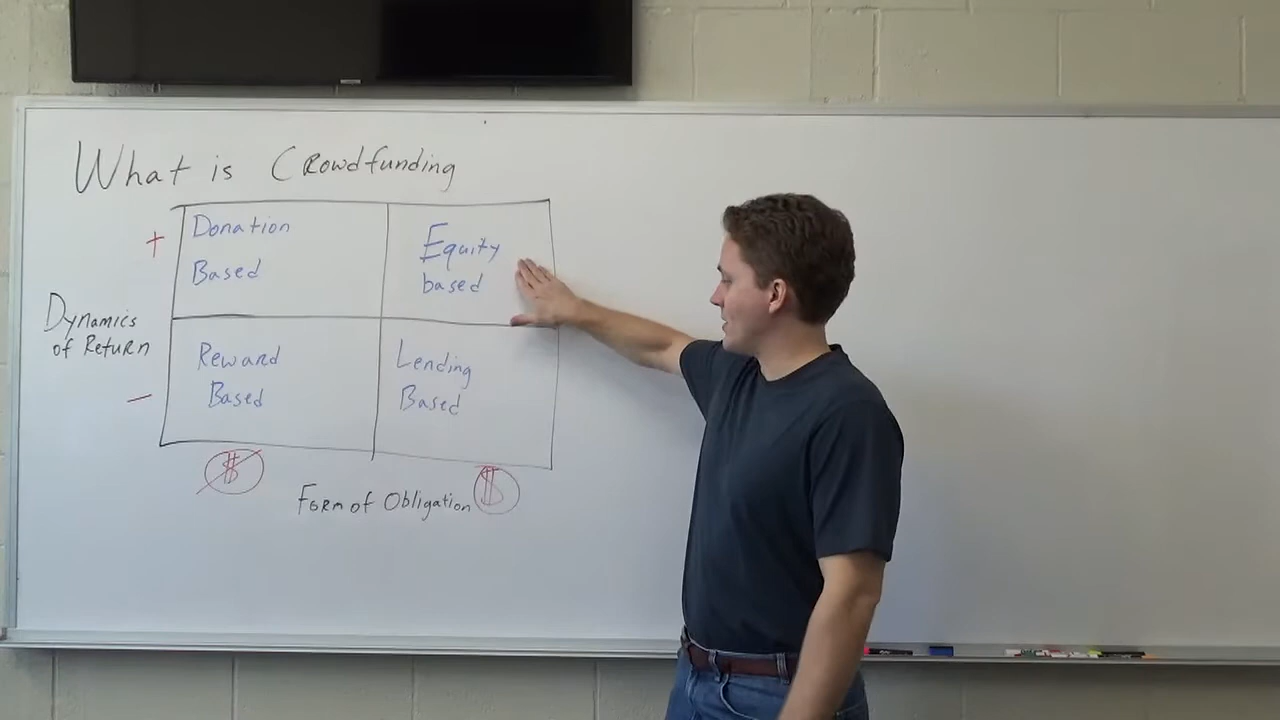 What is Crowdfunding
+
Donation
Based
Equity
based
Dynamics
of Return
Reward
Based
Lending
Based
—
$
$
Form of Obligation